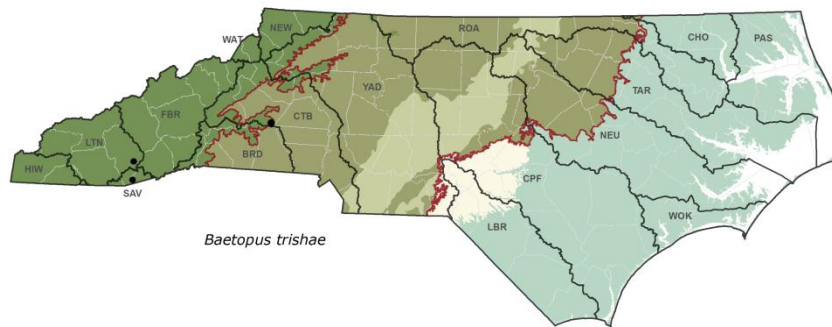 NEW
ROA
CHO
PAS
WAT
YAD
TAR
FBR
CTB
LTN
NEU
BRD
HIW
CPF
SAV
WOK
LBR
Baetopus trishae